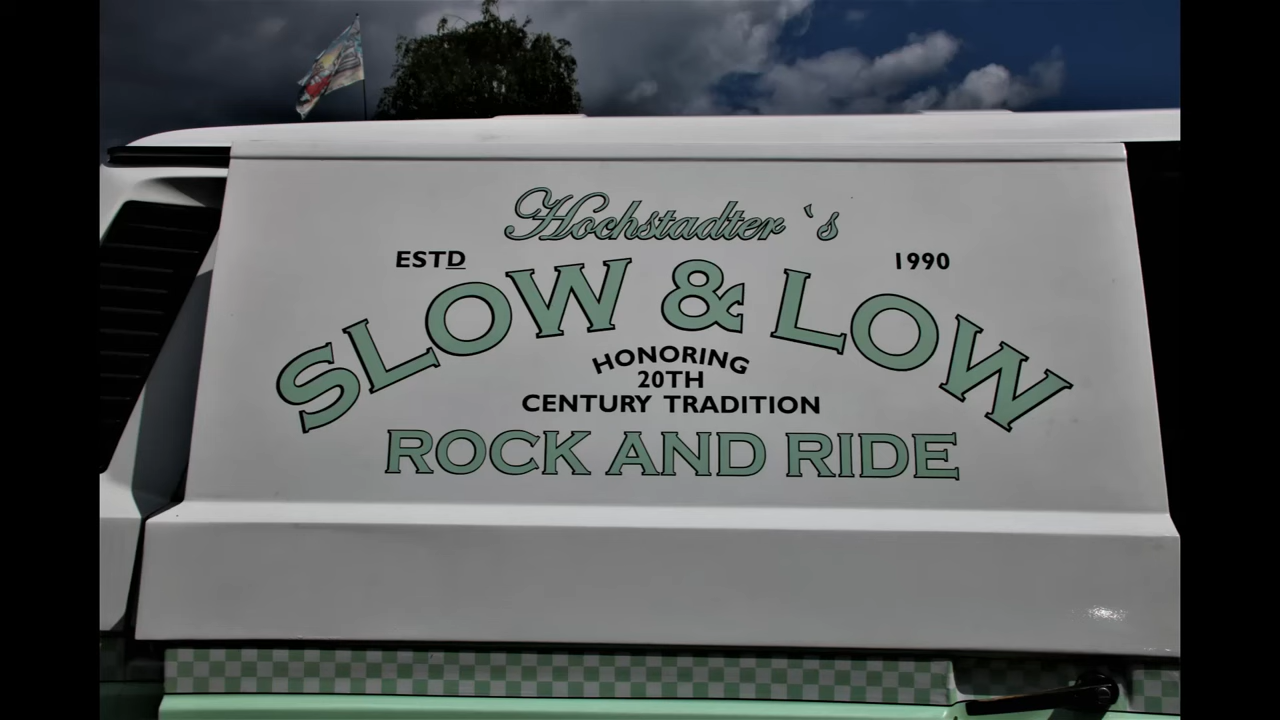 Hochstadter`s
ESTD 1990
SLOW & LOW
HONORING
20TH
CENTURY TRADITION
ROCK AND RIDE